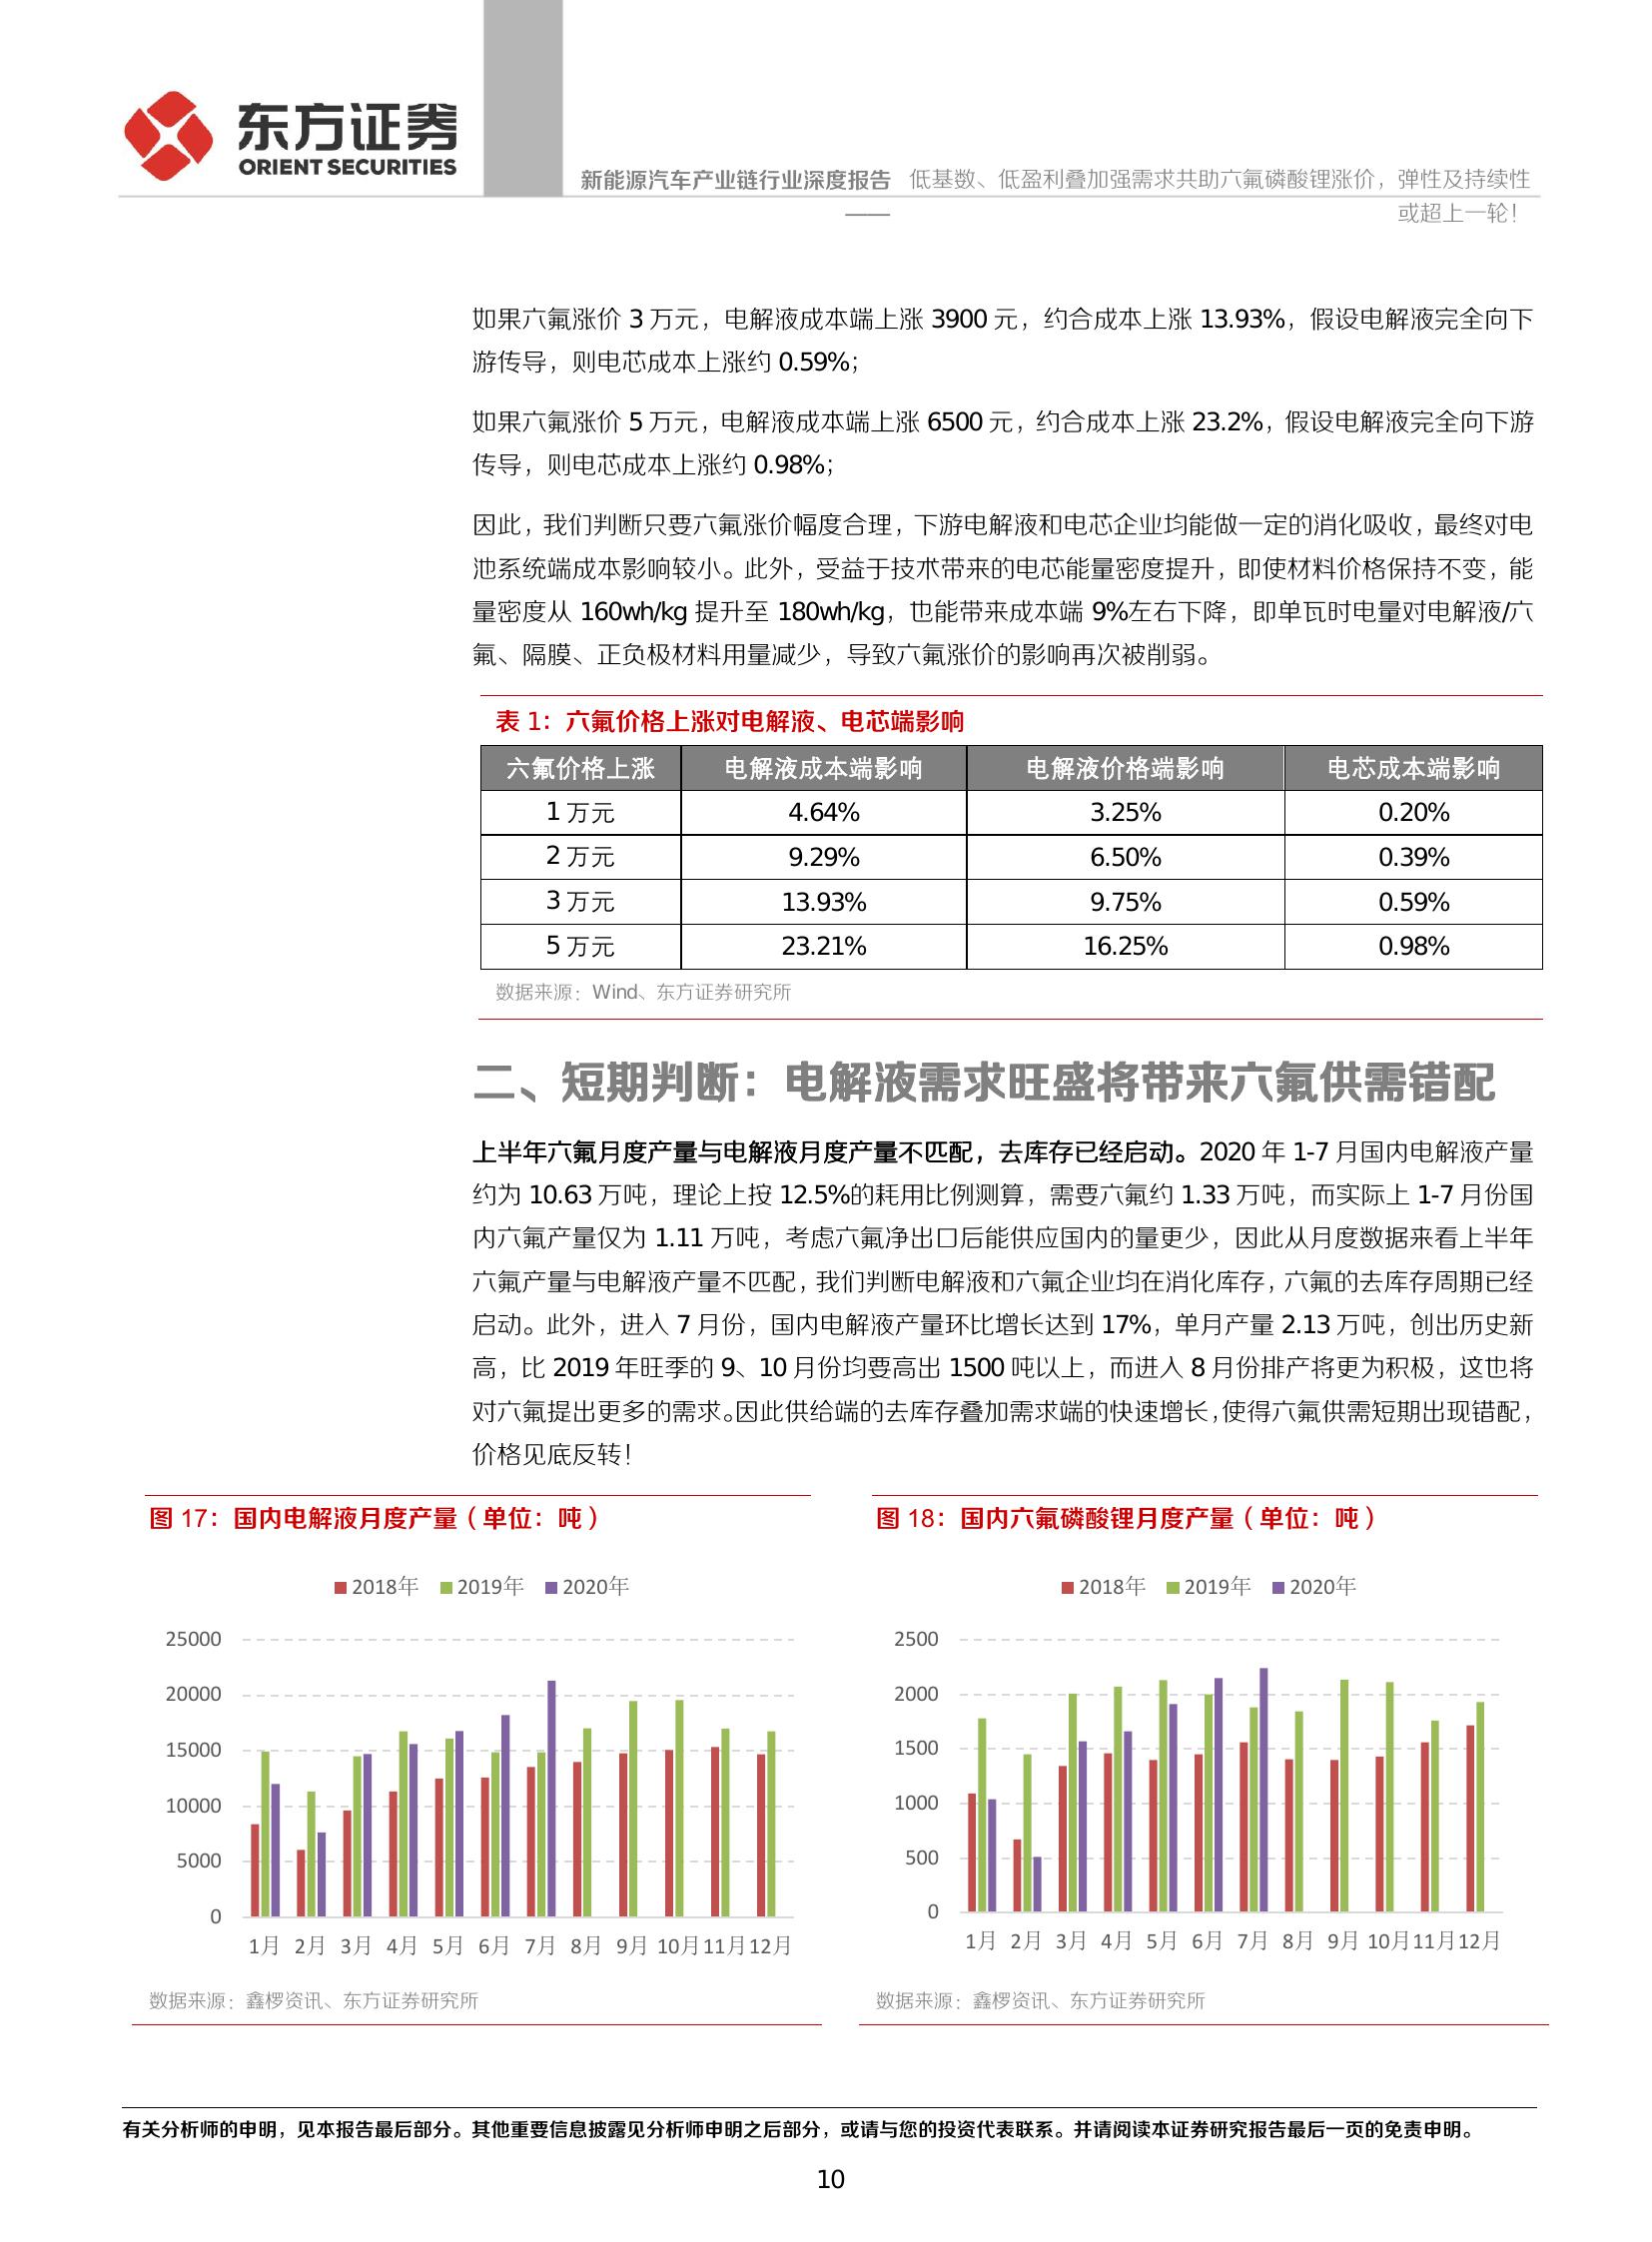 东方证券
ORIENT SECURITIES
新能源汽车产业链行业深度报告 低基数、低盈利叠加强需求共助六氟磷酸锂涨价，弹性及持续性
—— 或超上一轮！
如果六氟涨价 3 万元，电解液成本端上涨 3900 元，约合成本上涨 13.93%，假设电解液完全向下
游传导，则电芯成本上涨约 0.59%；
如果六氟涨价 5 万元，电解液成本端上涨 6500 元，约合成本上涨 23.2%，假设电解液完全向下游
传导，则电芯成本上涨约 0.98%；
因此，我们判断只要六氟涨价幅度合理，下游电解液和电芯企业均能做一定的消化吸收，最终对电
池系统端成本影响较小。此外，受益于技术带来的电芯能量密度提升，即使材料价格保持不变，能
量密度从 160wh/kg 提升至 180wh/kg，也能带来成本端 9%左右下降，即单瓦时电量对电解液/六
氟、隔膜、正负极材料用量减少，导致六氟涨价的影响再次被削弱。
表 1：六氟价格上涨对电解液、电芯端影响
六氟价格上涨 电解液成本端影响 电解液价格端影响 电芯成本端影响
1 万元 4.64% 3.25% 0.20%
2 万元 9.29% 6.50% 0.39%
3 万元 13.93% 9.75% 0.59%
5 万元 23.21% 16.25% 0.98%
数据来源：Wind、东方证券研究所
二、短期判断：电解液需求旺盛将带来六氟供需错配
上半年六氟月度产量与电解液月度产量不匹配，去库存已经启动。2020 年 1-7 月国内电解液产量
约为 10.63 万吨，理论上按 12.5%的耗用比例测算，需要六氟约 1.33 万吨，而实际上 1-7 月份国
内六氟产量仅为 1.11 万吨，考虑六氟净出口后能供应国内的量更少，因此从月度数据来看上半年
六氟产量与电解液产量不匹配，我们判断电解液和六氟企业均在消化库存，六氟的去库存周期已经
启动。此外，进入 7 月份，国内电解液产量环比增长达到 17%，单月产量 2.13 万吨，创出历史新
高，比 2019 年旺季的 9、10 月份均要高出 1500 吨以上，而进入 8 月份排产将更为积极，这也将
对六氟提出更多的需求。因此供给端的去库存叠加需求端的快速增长，使得六氟供需短期出现错配，
价格见底反转！
图 17：国内电解液月度产量（单位：吨）
2018年 2019年 2020年
25000
20000
15000
10000
5000
0
1月 2月 3月 4月 5月 6月 7月 8月 9月 10月 11月 12月
数据来源：鑫椤资讯、东方证券研究所
图 18：国内六氟磷酸锂月度产量（单位：吨）
2018年 2019年 2020年
2500
2000
1500
1000
500
0
1月 2月 3月 4月 5月 6月 7月 8月 9月 10月 11月 12月
数据来源：鑫椤资讯、东方证券研究所
有关分析师的申明，见本报告最后部分。其他重要信息披露见分析师申明之后部分，或请与您的投资代表联系。并请阅读本证券研究报告最后一页的免责申明。
10